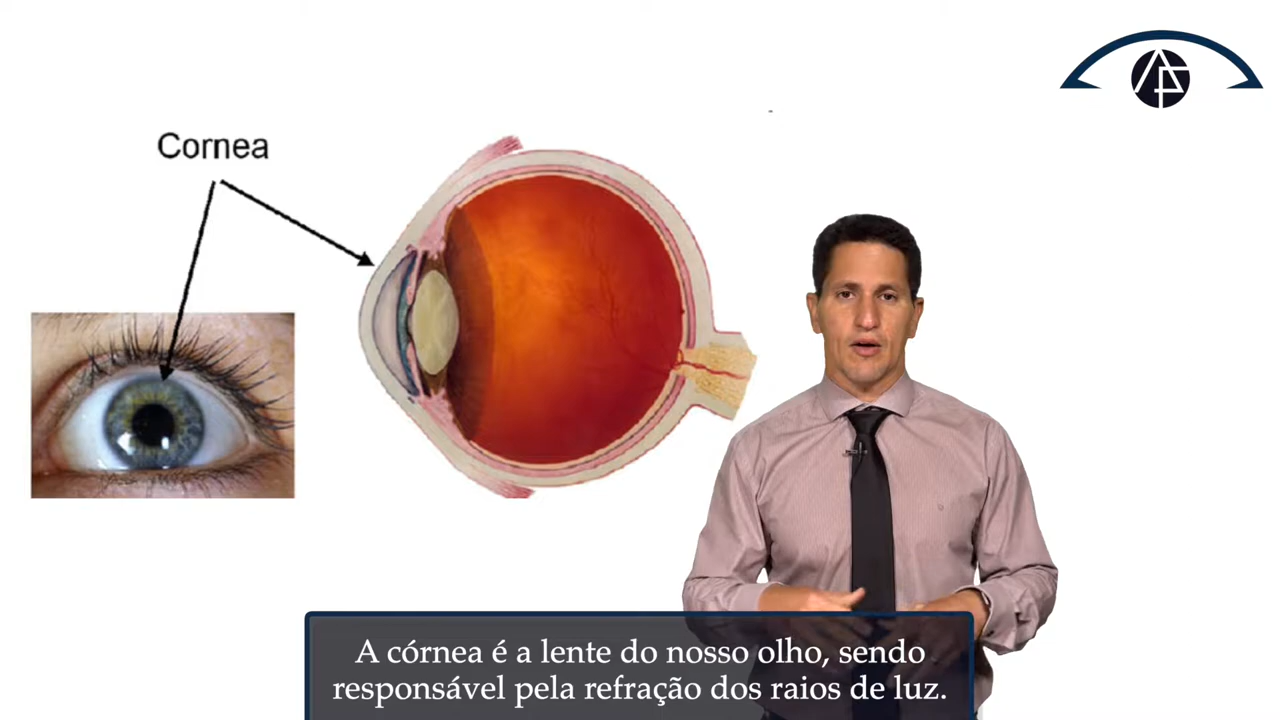 Cornea
A córnea é a lente do nosso olho, sendo
responsável pela refração dos raios de luz.